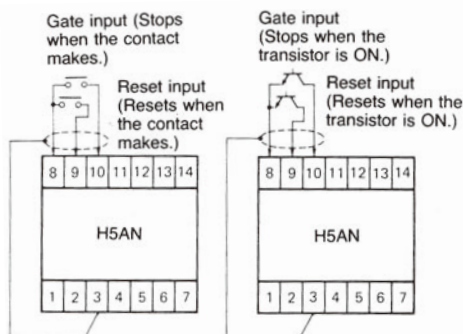 Gate input (Stops
when the contact
makes.)
Reset input
(Resets when
the contact
makes.)
8 9 10 11 12 13 14
H5AN
1 2 3 4 5 6 7
Gate input
(Stops when the
transistor is ON.)
Reset input
(Resets when the
transistor is ON.)
8 9 10 11 12 13 14
H5AN
1 2 3 4 5 6 7